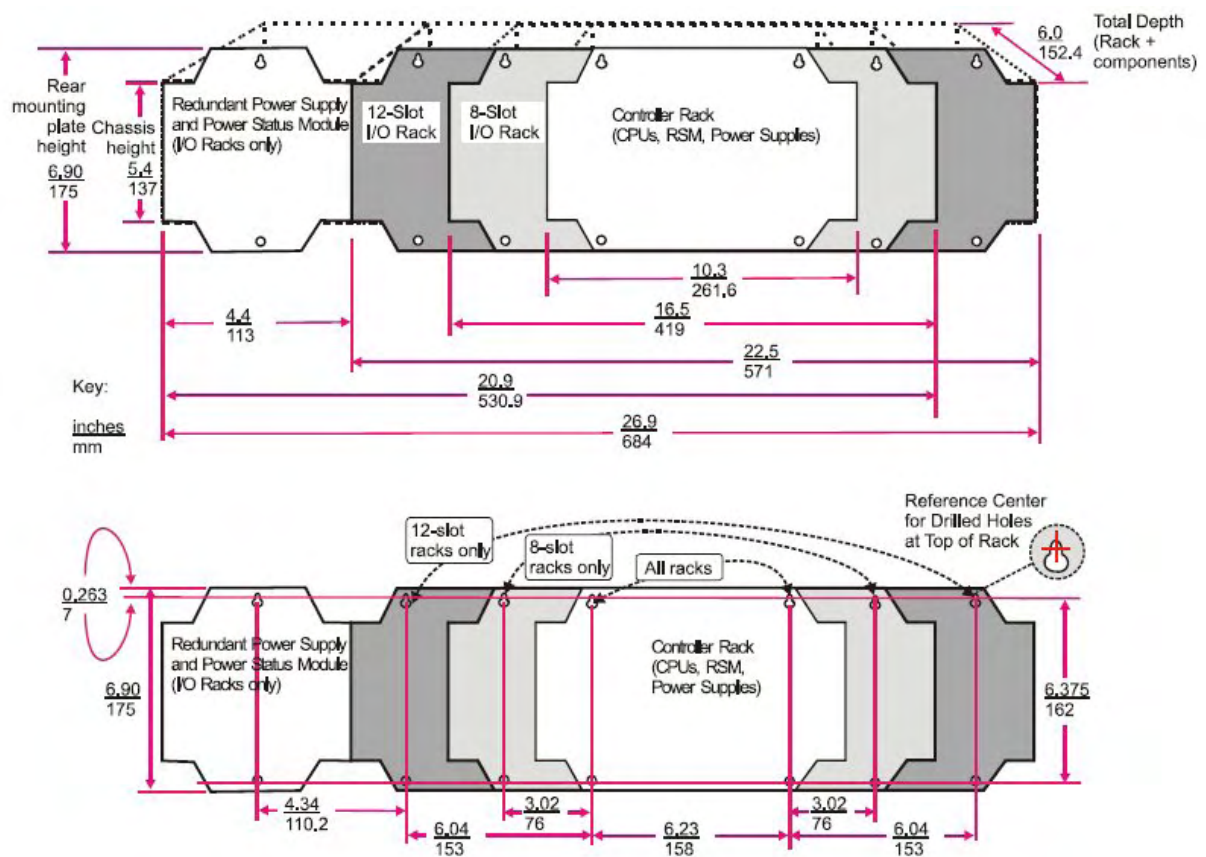 6.0
152.4
Total Depth
(Rack +
components)
Rear
mounting
plate
height
6.90
175
Chassis
height
5.4
137
Redundant Power Supply
and Power Status Module
(I/O Racks only)
12-Slot
I/O Rack
8-Slot
I/O Rack
Controller Rack
(CPUs, RSM, Power Supplies)
10.3
261.6
4.4
113
16.5
419
22.5
571
Key:
inches
mm
20.9
530.9
26.9
684
12-slot
racks only
8-slot
racks only
All racks
Reference Center
for Drilled Holes
at Top of Rack
0.263
7
Redundant Power Supply
and Power Status Module
(I/O Racks only)
Controller Rack
(CPUs, RSM,
Power Supplies)
6.90
175
6.375
162
4.34
110.2
3.02
76
3.02
76
6.04
153
6.23
158
6.04
153